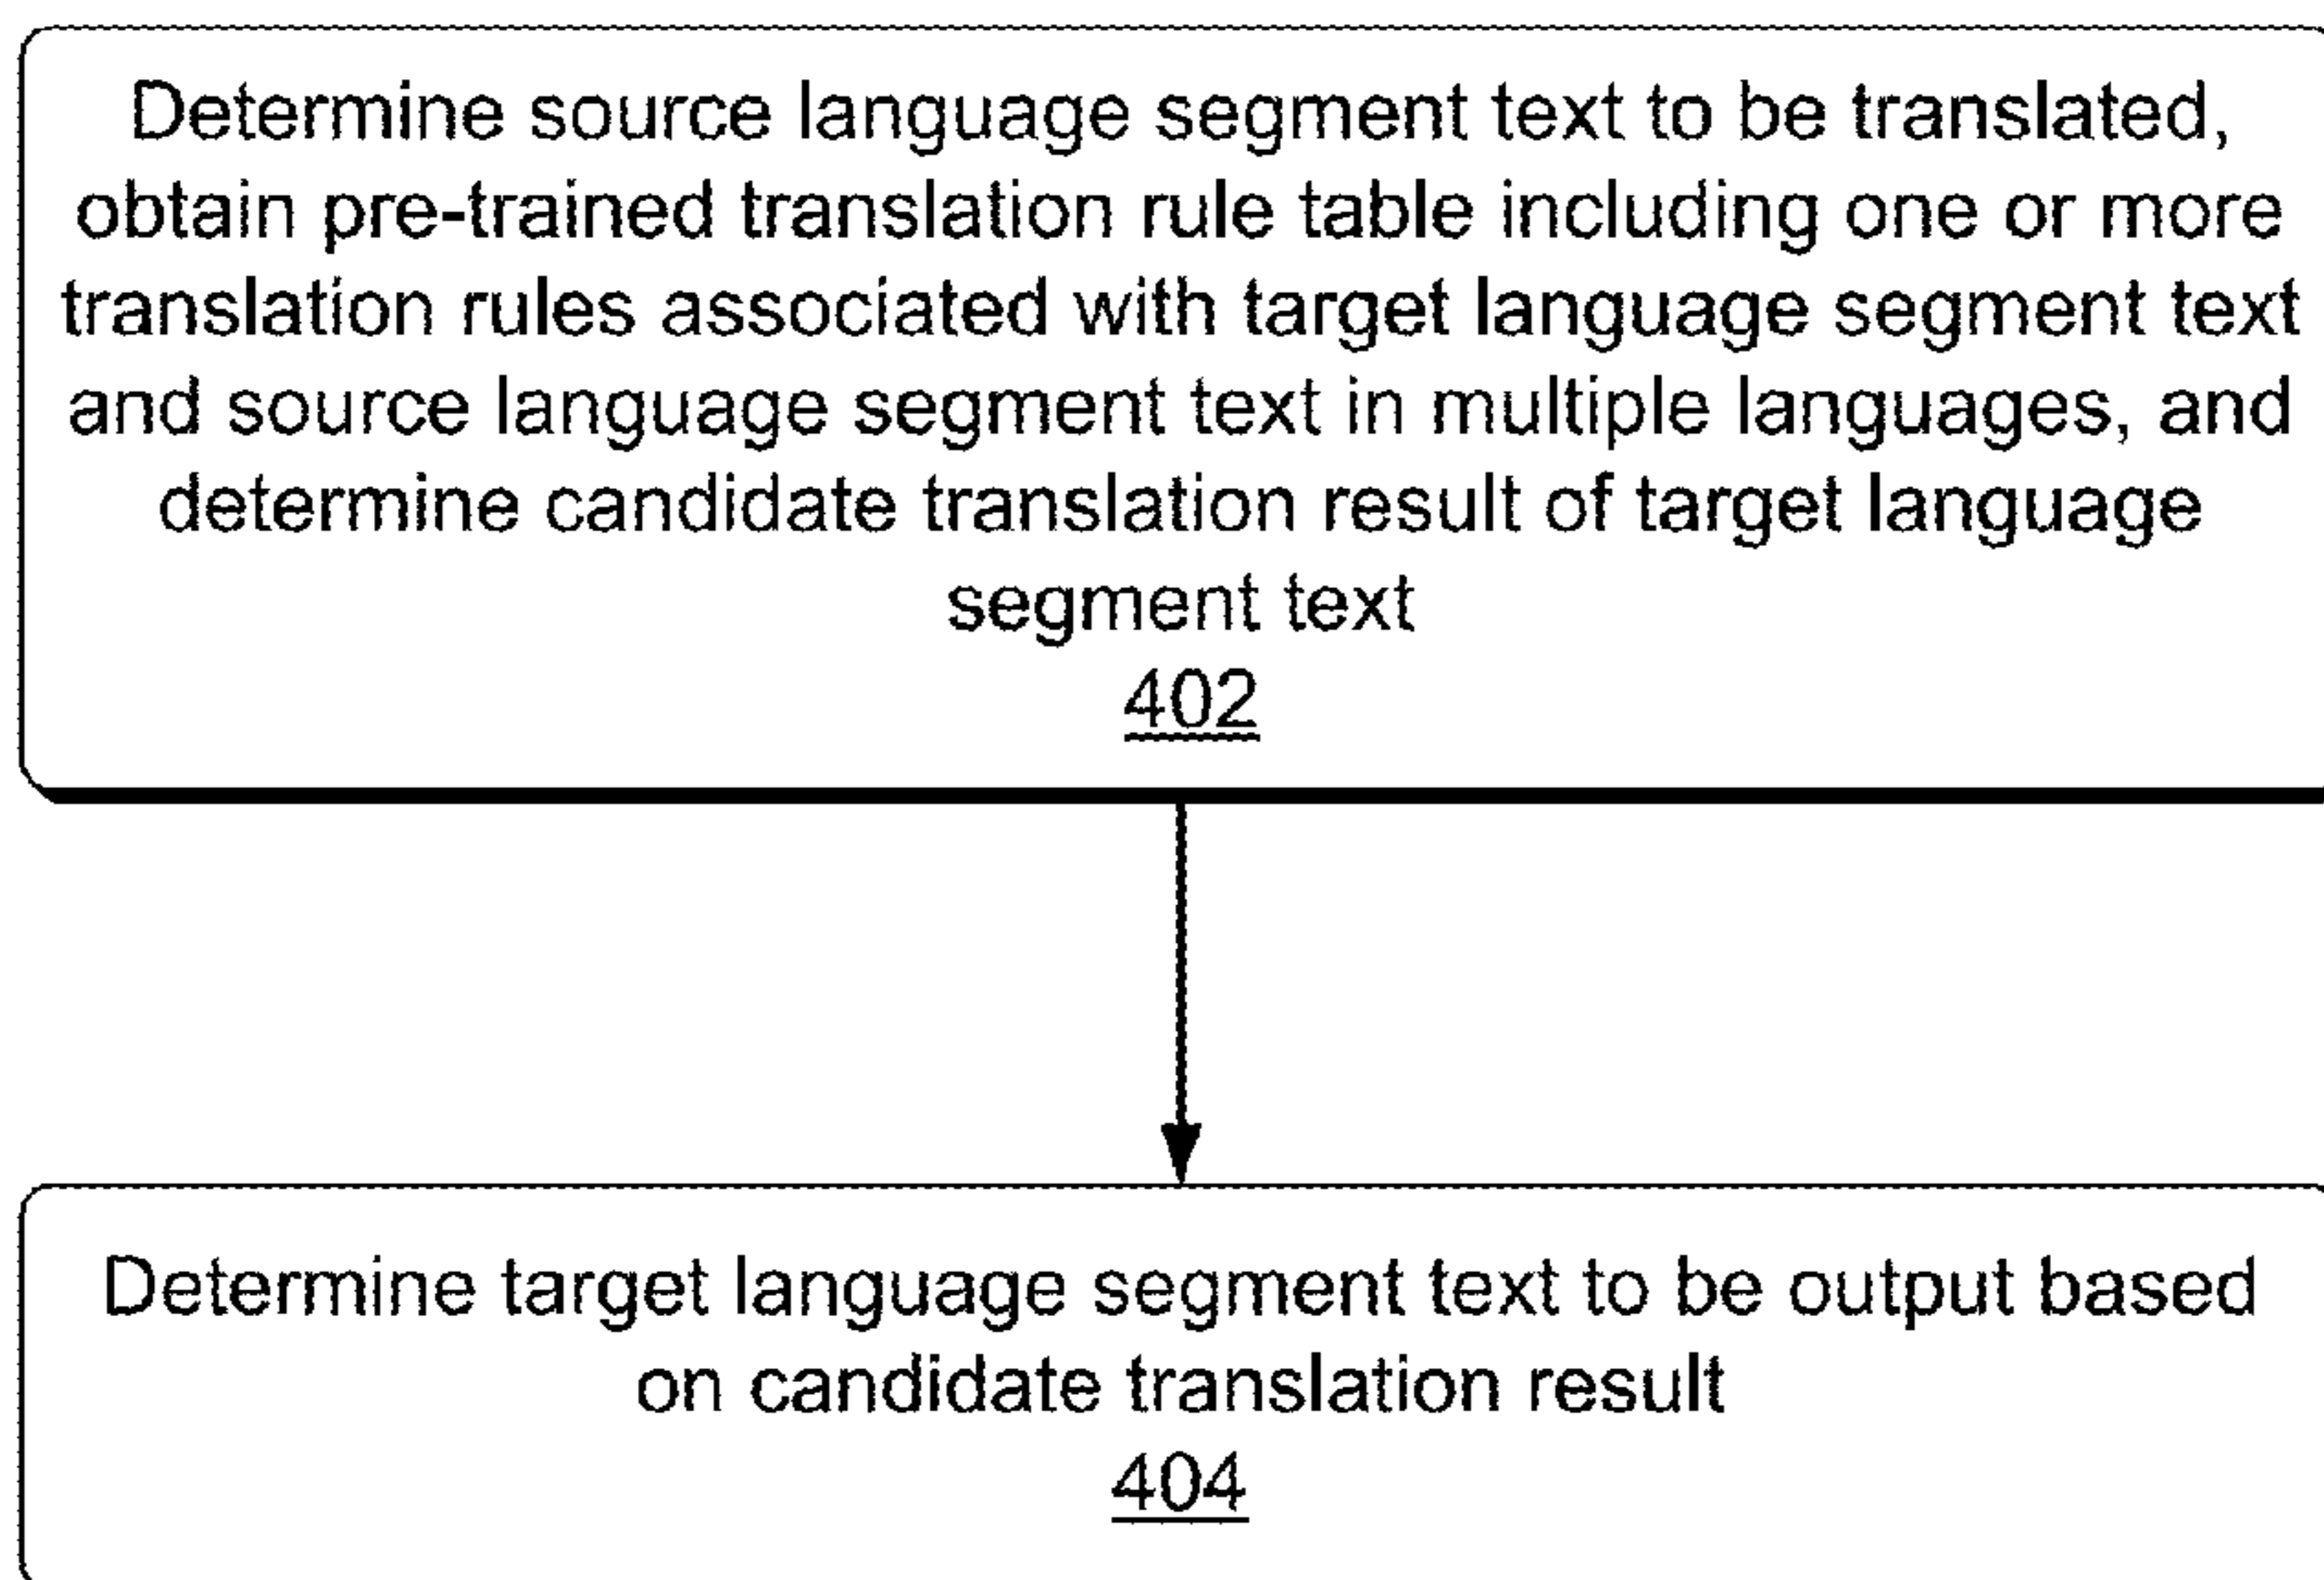 Determine source language segment text to be translated,
obtain pre-trained translation rule table including one or more
translation rules associated with target language segment text
and source language segment text in multiple languages, and
determine candidate translation result of target language
segment text
402
Determine target language segment text to be output based
on candidate translation result
404